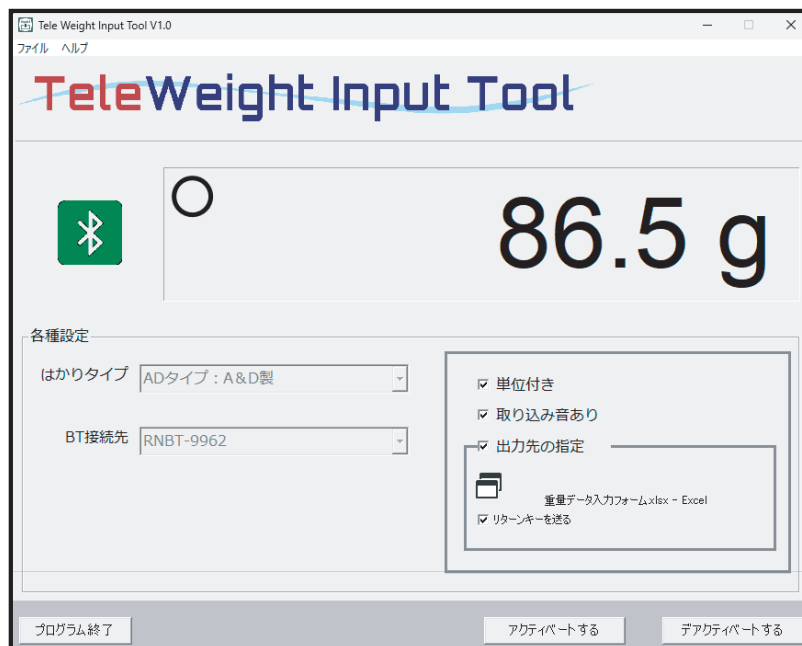 Tele Weight Input Tool V1.0
ファイル ヘルプ
TeleWeight Input Tool
86.5 g
各種設定
はかりタイプ ADタイプ：A&D製
BT接続先 RNBT-9962
単位付き
取り込み音あり
出力先の指定
重量データ入力フォーム.xlsx - Excel
リターンキーを送る
プログラム終了 アクティベートする デアクティベートする